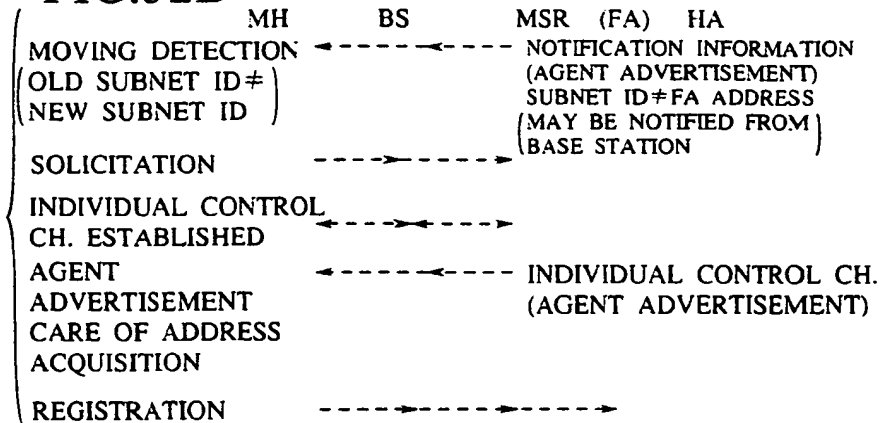 MH BS MSR (FA) HA
MOVING DETECTION NOTIFICATION INFORMATION
(OLD SUBNET ID≠ (AGENT ADVERTISEMENT)
NEW SUBNET ID) SUBNET ID≠FA ADDRESS
(MAY BE NOTIFIED FROM
BASE STATION)
SOLICITATION
INDIVIDUAL CONTROL
CH. ESTABLISHED
AGENT INDIVIDUAL CONTROL CH.
ADVERTISEMENT (AGENT ADVERTISEMENT)
CARE OF ADDRESS
ACQUISITION
REGISTRATION